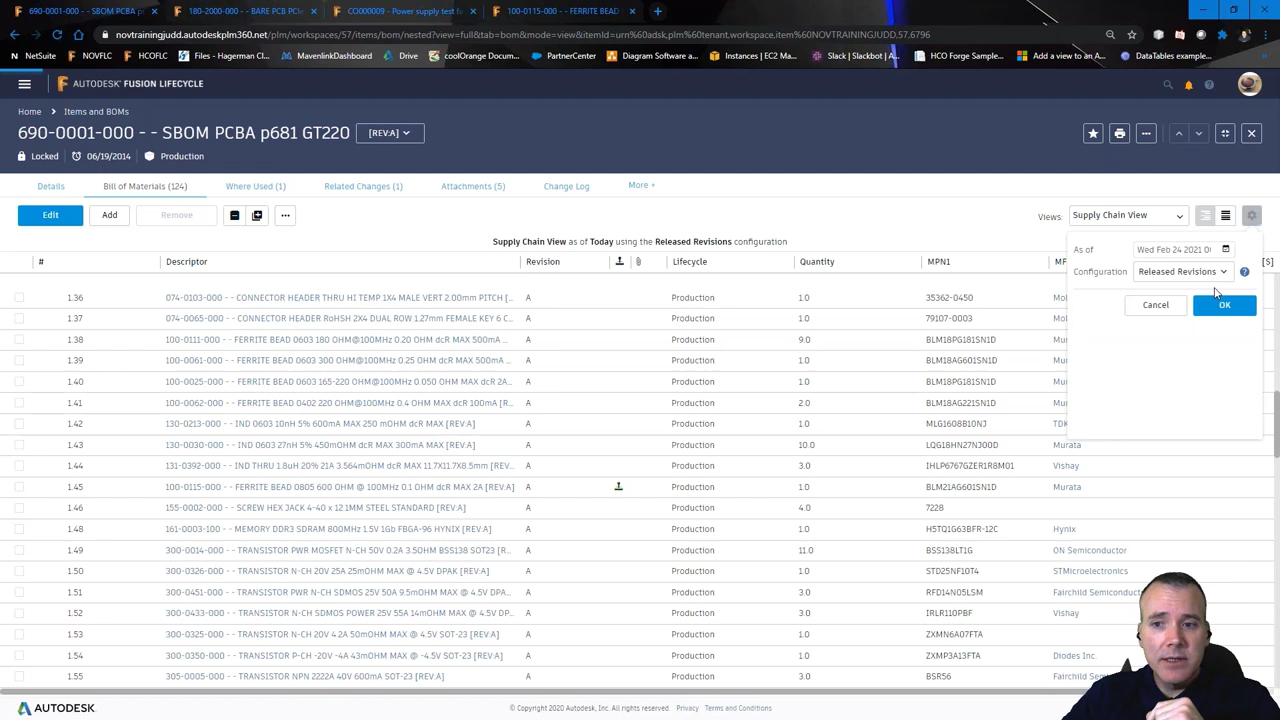 690-0001-000 - SBOM PCBA p
180-2000-000 - BARE PCB PCI
CO000009 - Power supply test f
100-0115-000 - FERRITE BEAD
novtrainingjudd.autodeskplm360.net/plm/workspaces/57/items/bom/nested?view=full&tab=bom&mode=view&itemId=urn%60adsk,plm%60tenant,workspace,item%60NOVTRAININGJUDD,57,6796
NetSuite
NOVFLC
HCOFLC
Files - Hagerman Cl...
MavenlinkDashboard
Drive
coolOrange Docume...
PartnerCenter
Diagram Software a...
Instances | EC2 Ma...
Slack | Slackbot | A...
HCO Forge Sample...
Add a view to an A...
DataTables example...
AUTODESK® FUSION LIFECYCLE
Home > Items and BOMs
690-0001-000 - - SBOM PCBA p681 GT220 [REV:A]
Locked 06/19/2014 Production
Details Bill of Materials (124) Where Used (1) Related Changes (1) Attachments (5) Change Log More +
Edit Add Remove
Views: Supply Chain View
Supply Chain View as of Today using the Released Revisions configuration
As of Wed Feb 24 2021
Configuration Released Revisions
Cancel OK
# Descriptor Revision Lifecycle Quantity MPN1 [S]
1.36 074-0103-000 - - CONNECTOR HEADER THRU HI TEMP 1X4 MALE VERT 2.00mm PITCH [... A Production 1.0 35362-0450
1.37 074-0065-000 - - CONNECTOR HEADER RoHSH 2X4 DUAL ROW 1.27mm FEMALE KEY 6 C... A Production 1.0 79107-0003
1.38 100-0111-000 - - FERRITE BEAD 0603 180 OHM@100MHz 0.20 OHM dcR MAX 500mA ... A Production 9.0 BLM18PG181SN1D
1.39 100-0061-000 - - FERRITE BEAD 0603 300 OHM@100MHz 0.25 OHM dcR MAX 500mA ... A Production 1.0 BLM18AG601SN1D
1.40 100-0025-000 - - FERRITE BEAD 0603 165-220 OHM@100MHz 0.050 OHM dcR MAX 2A... A Production 1.0 BLM18PG181SN1D
1.41 100-0062-000 - - FERRITE BEAD 0402 220 OHM@100MHz 0.4 OHM MAX dcR 100mA [R... A Production 2.0 BLM18AG221SN1D
1.42 130-0213-000 - - IND 0603 10nH 5% 600mA MAX 250 mOHM dcR MAX [REV:A] A Production 1.0 MLG1608B10NJ TDK
1.43 130-0030-000 - - IND 0603 27nH 5% 450mOHM dcR MAX 300mA MAX [REV:A] A Production 10.0 LQG18HN27NJ00D Murata
1.44 131-0392-000 - - IND THRU 1.8uH 20% 21A 3.564mOHM dcR MAX 11.7X11.7X8.5mm [REV... A Production 3.0 IHLP6767GZER1R8M01 Vishay
1.45 100-0115-000 - - FERRITE BEAD 0805 600 OHM @ 100MHz 0.1 OHM dcR MAX 2A [REV:A] A Production 1.0 BLM21AG601SN1D Murata
1.46 155-0002-000 - - SCREW HEX JACK 4-40 x 12.1MM STEEL STANDARD [REV:A] A Production 4.0 7228
1.48 161-0003-100 - - MEMORY DDR3 SDRAM 800MHz 1.5V 1Gb FBGA-96 HYNIX [REV:A] A Production 1.0 H5TQ1G63BFR-12C Hynix
1.49 300-0014-000 - - TRANSISTOR PWR MOSFET N-CH 50V 0.2A 3.5OHM BSS138 SOT23 [R... A Production 11.0 BSS138LT1G ON Semiconductor
1.50 300-0326-000 - - TRANSISTOR N-CH 20V 25A 25mOHM MAX @ 4.5V DPAK [REV:A] A Production 1.0 STD25NF10T4 STMicroelectronics
1.51 300-0451-000 - - TRANSISTOR PWR N-CH SDMOS 25V 50A 9.5mOHM MAX @ 4.5V DPA... A Production 3.0 RFD14N05LSM Fairchild Semiconduct
1.52 300-0433-000 - - TRANSISTOR N-CH SDMOS POWER 25V 55A 14mOHM MAX @ 4.5V DP... A Production 3.0 IRLR110PBF Vishay
1.53 300-0325-000 - - TRANSISTOR N-CH 20V 4.2A 50mOHM MAX @ 4.5V SOT-23 [REV:A] A Production 1.0 ZXMN6A07FTA
1.54 300-0350-000 - - TRANSISTOR P-CH -20V -4A 43mOHM MAX @ -4.5V SOT-23 [REV:A] A Production 1.0 ZXMP3A13FTA Diodes Inc.
1.55 305-0005-000 - - TRANSISTOR NPN 2222A 40V 600mA SOT-23 [REV:A] A Production 3.0 BSR56 Fairchild Sem
AUTODESK
© Copyright 2020 Autodesk, Inc. All rights reserved. Privacy Terms and Conditions